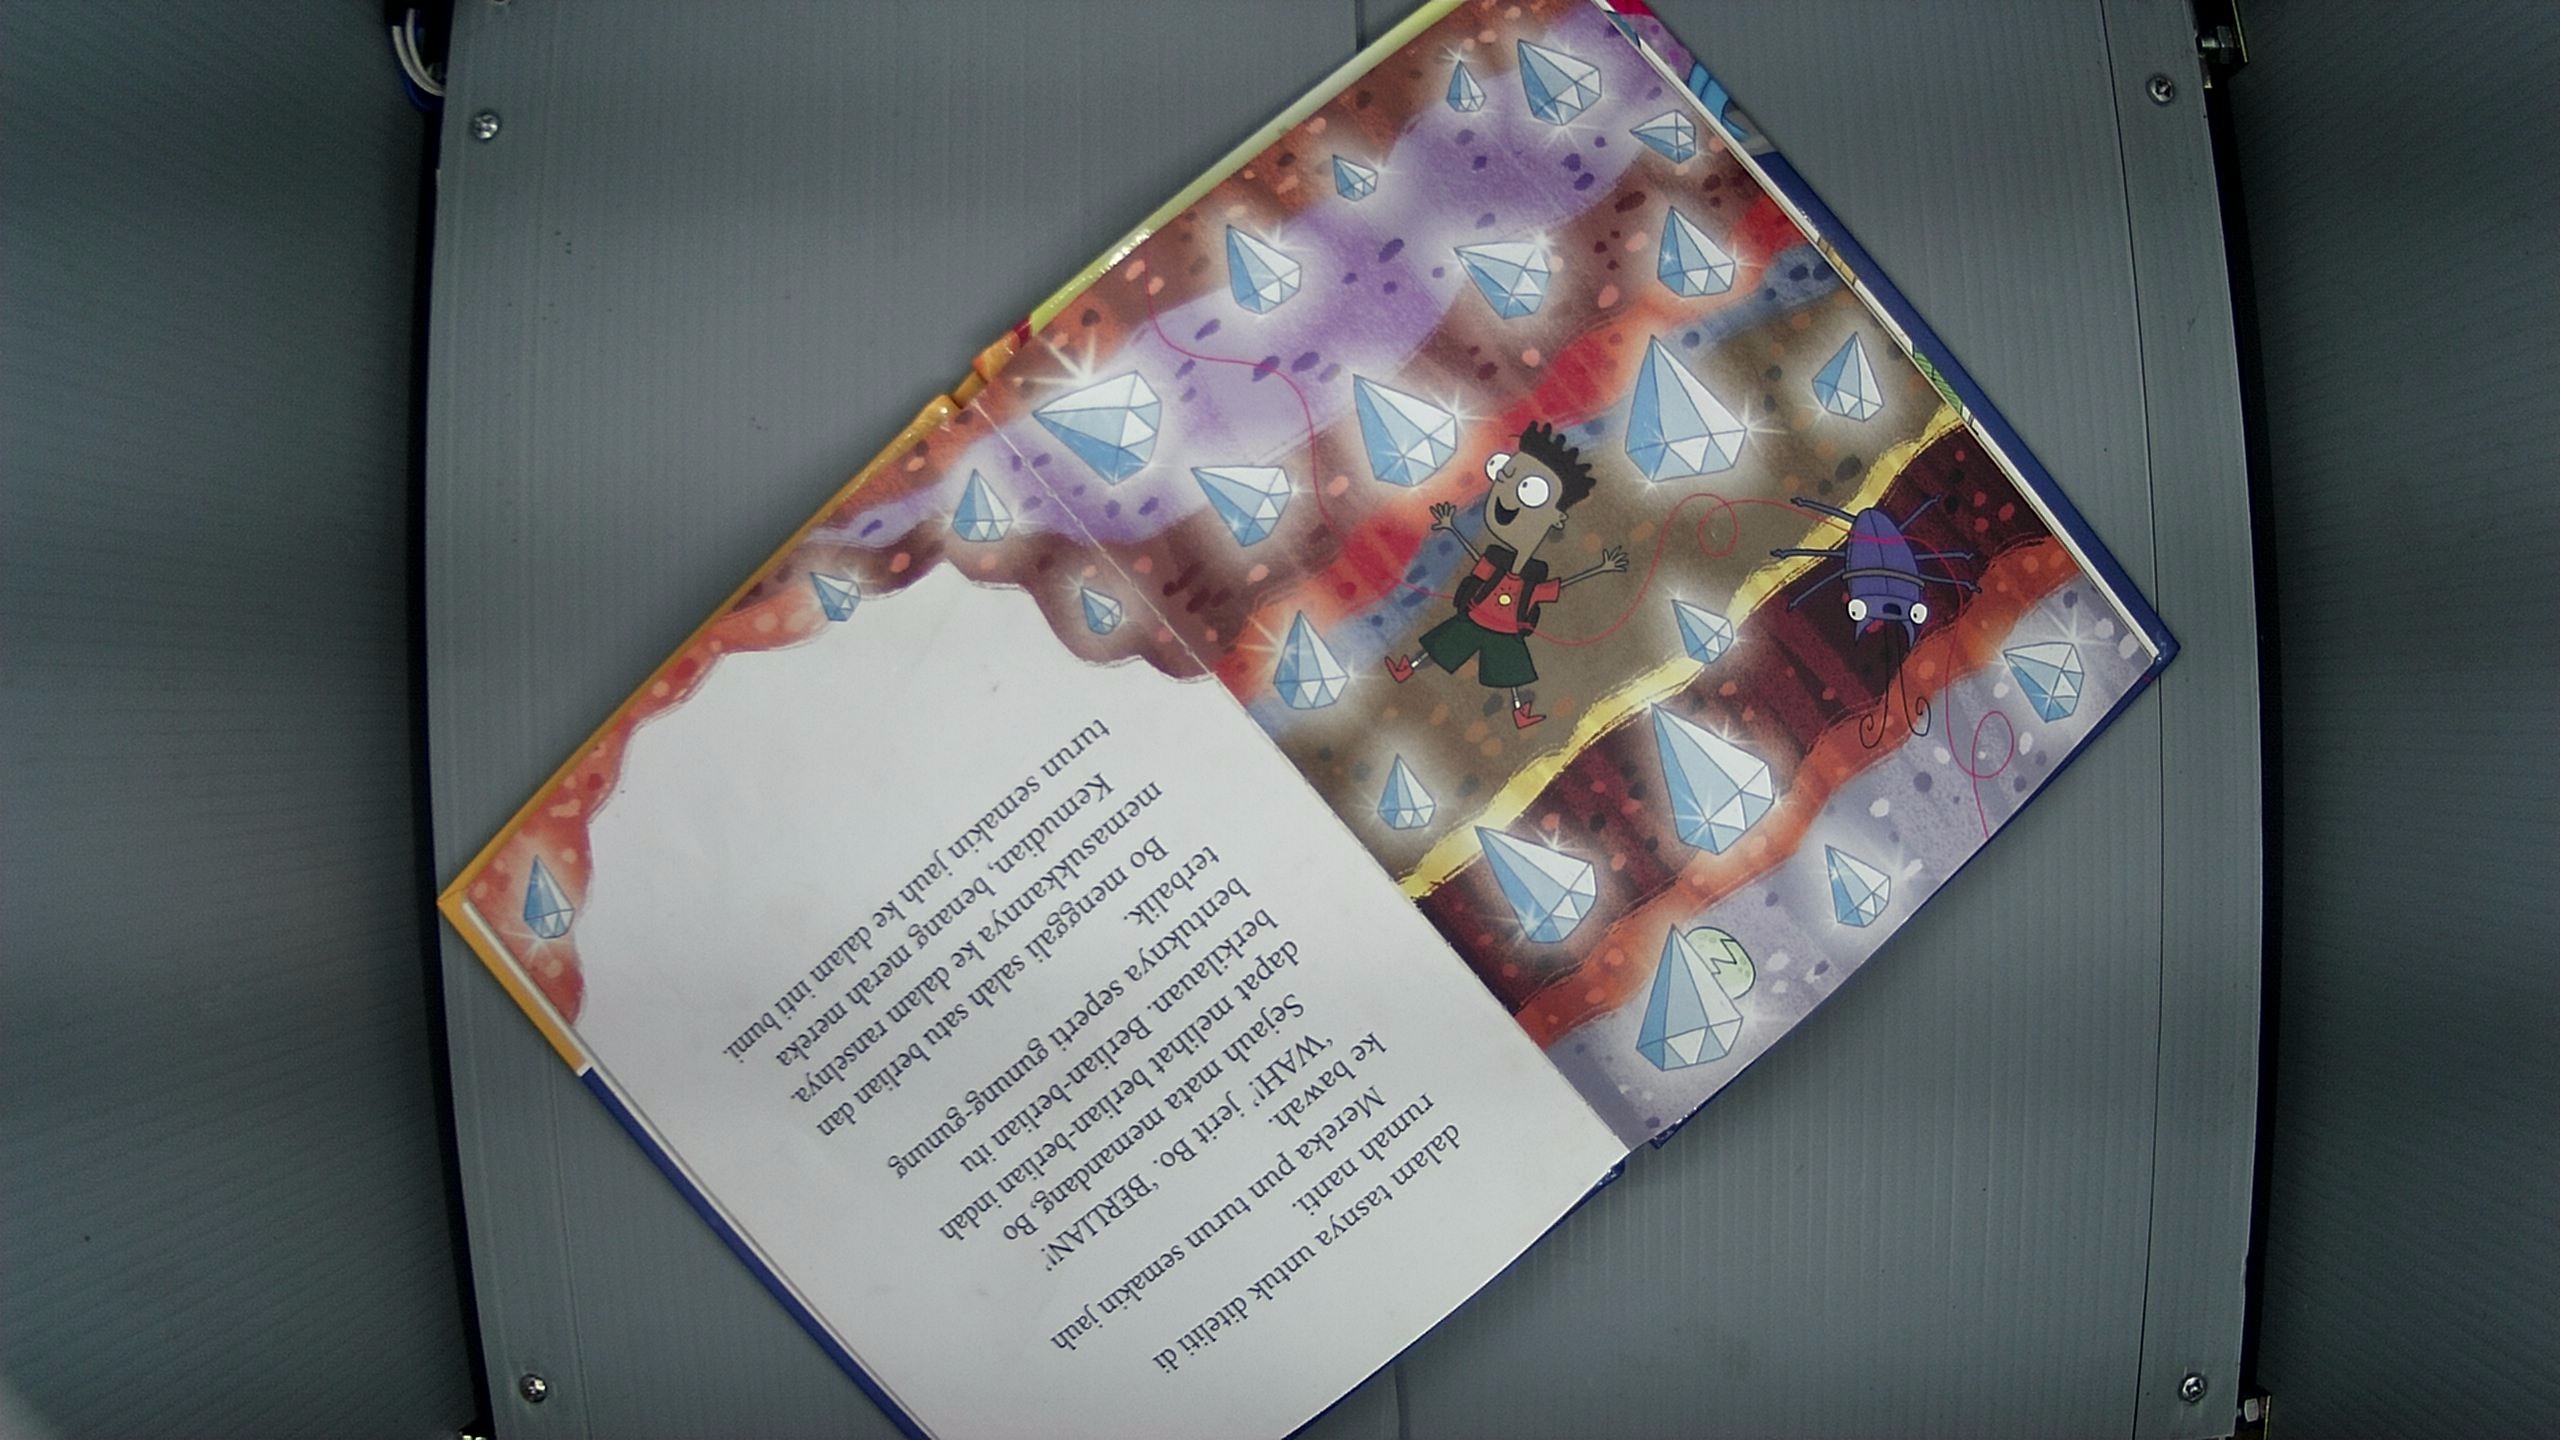 dalam tasnya untuk diteliti di
rumah nanti.
Mereka pun turun semakin jauh
ke bawah.
'WAH!' jerit Bo. 'BERLIAN!'
Sejauh mata memandang, Bo
dapat melihat berlian-berlian indah
berkilauan. Berlian-berlian itu
bentuknya seperti gunung-gunung
terbalik.
Bo menggali salah satu berlian dan
memasukkannya ke dalam ranselnya.
Kemudian, benang merah mereka
turun semakin jauh ke dalam inti bumi.